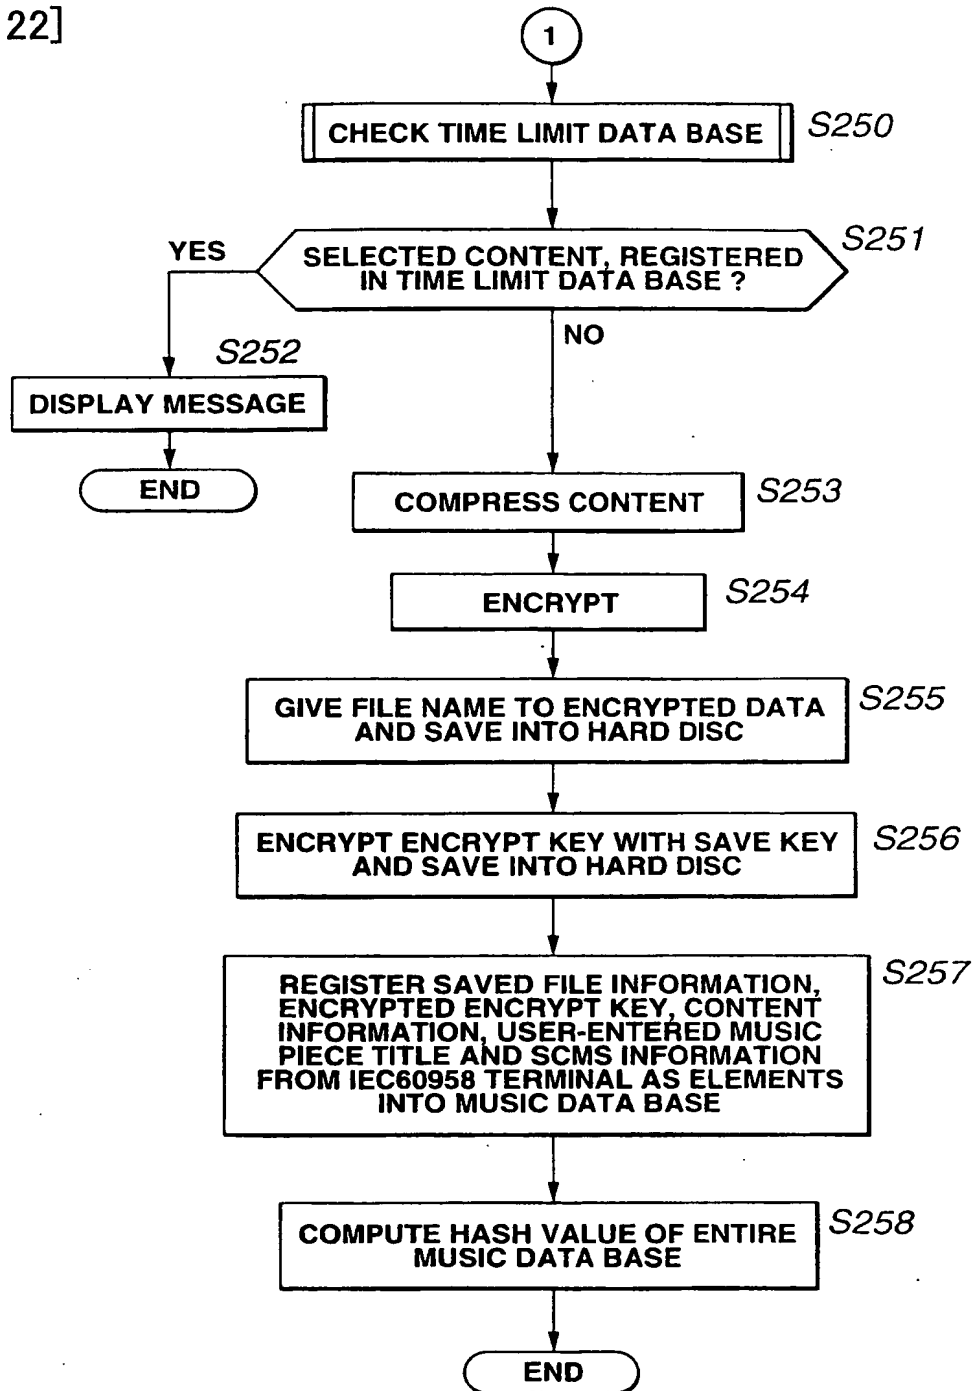 22]
1
CHECK TIME LIMIT DATA BASE
S250
SELECTED CONTENT, REGISTERED
IN TIME LIMIT DATA BASE ?
S251
YES
NO
S252
DISPLAY MESSAGE
END
COMPRESS CONTENT
S253
ENCRYPT
S254
GIVE FILE NAME TO ENCRYPTED DATA
AND SAVE INTO HARD DISC
S255
ENCRYPT ENCRYPT KEY WITH SAVE KEY
AND SAVE INTO HARD DISC
S256
REGISTER SAVED FILE INFORMATION,
ENCRYPTED ENCRYPT KEY, CONTENT
INFORMATION, USER-ENTERED MUSIC
PIECE TITLE AND SCMS INFORMATION
FROM IEC60958 TERMINAL AS ELEMENTS
INTO MUSIC DATA BASE
S257
COMPUTE HASH VALUE OF ENTIRE
MUSIC DATA BASE
S258
END